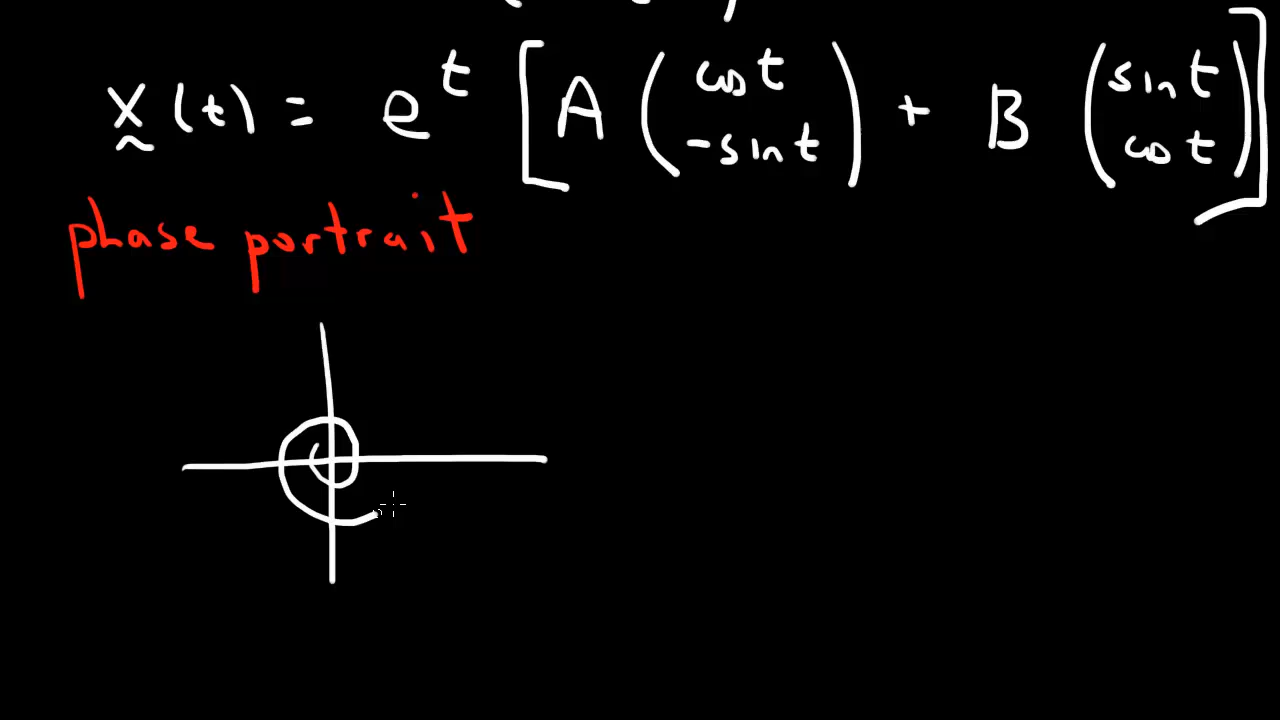 x(t) = e^t [ A ( cos t  -sin t ) + B ( sin t  cos t ) ]
phase portrait